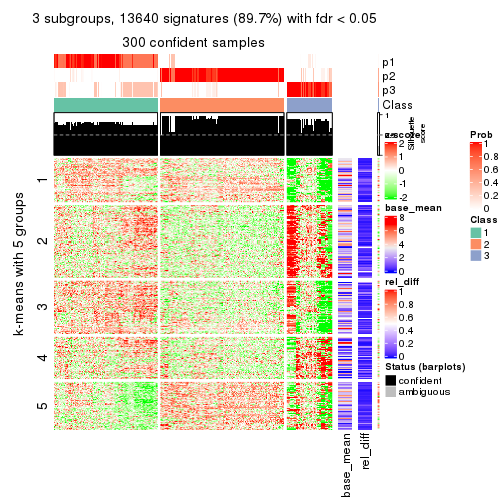 3 subgroups, 13640 signatures (89.7%) with fdr < 0.05
300 confident samples
p1
p2
p3
Class
1
Silhouette
score
k-means with 5 groups
1
2
3
4
5
base_mean
rel_diff
z-score
2
1
0
-1
-2
base_mean
8
6
4
2
0
rel_diff
1
0.8
0.6
0.4
0.2
0
Status (barplots)
confident
ambiguous
Prob
1
0.8
0.6
0.4
0.2
0
Class
1
2
3